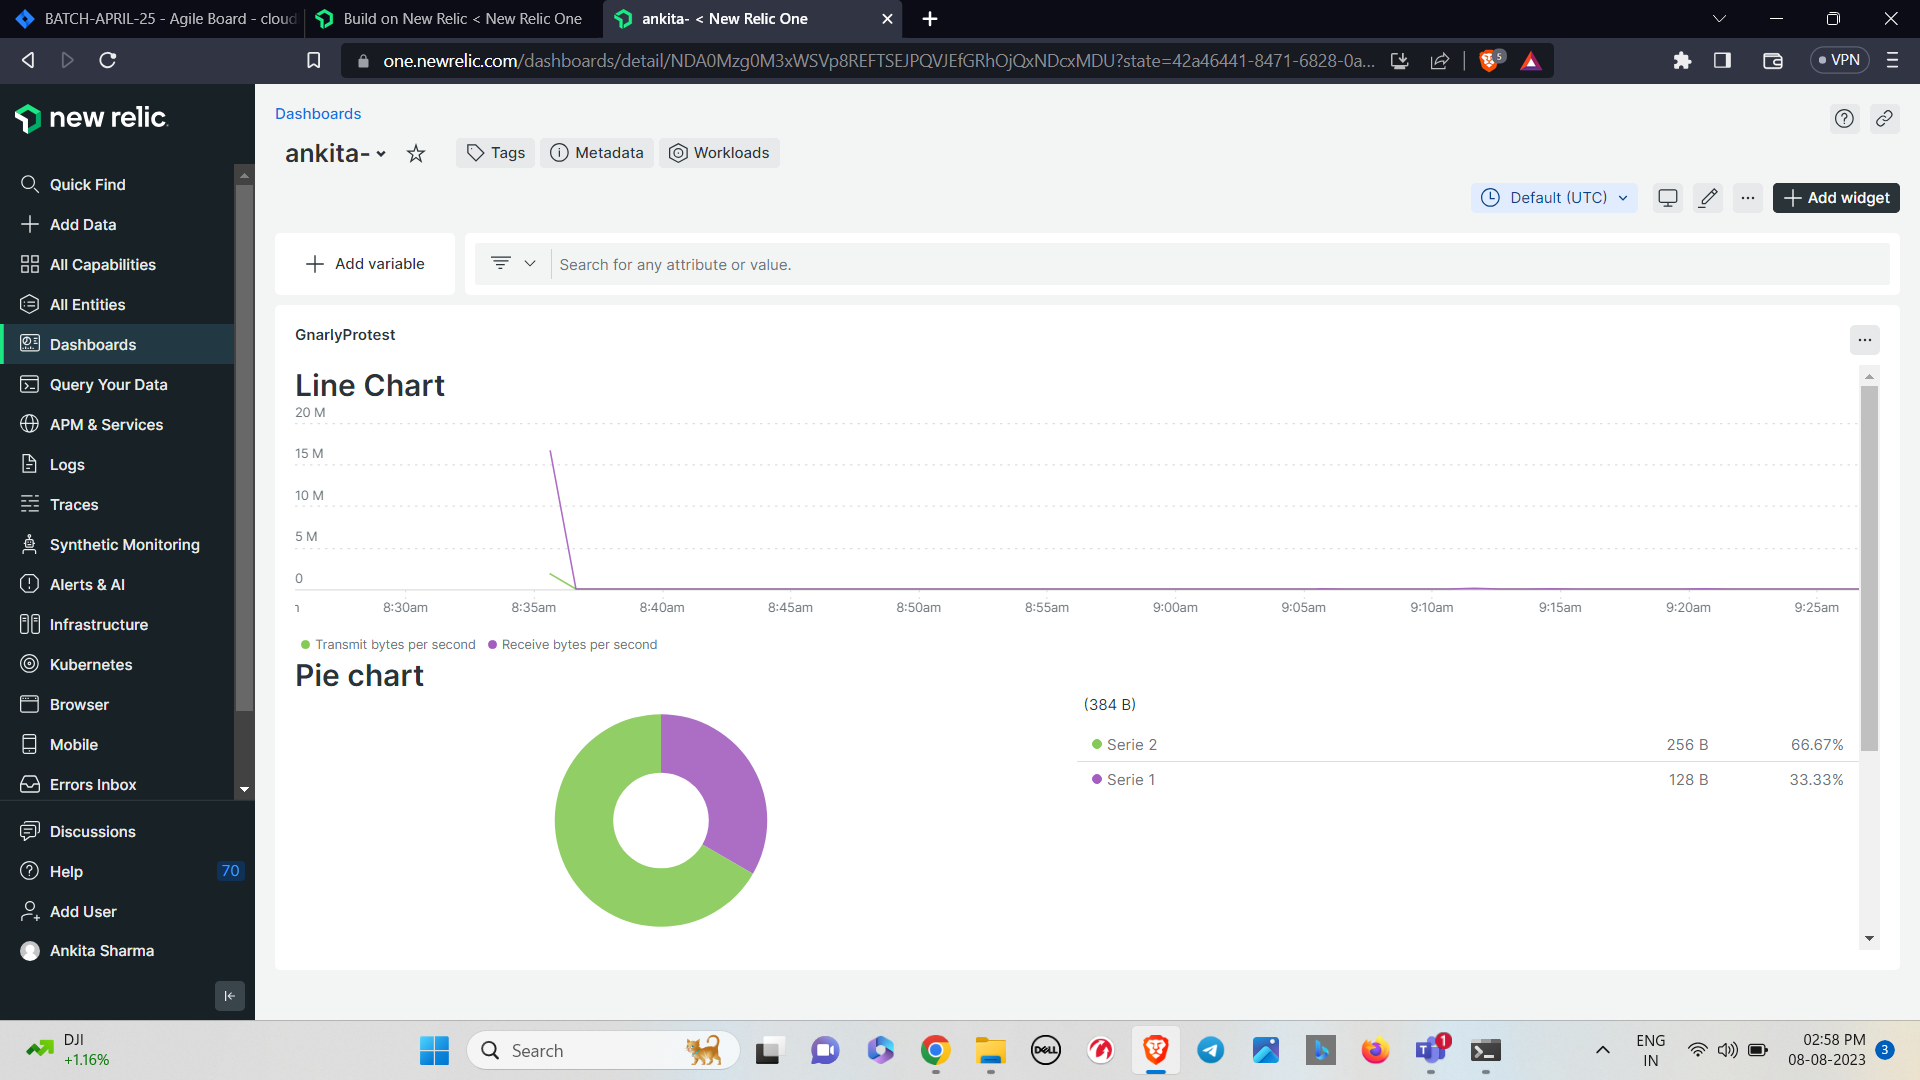 BATCH-APRIL-25 - Agile Board - cloud
Build on New Relic < New Relic One
ankita- < New Relic One
one.newrelic.com/dashboards/detail/NDA0Mzg0M3xWSVp8REFTSEJPQVJEfGRhOjQxNDcxMDU?state=42a46441-8471-6828-0a...
5
VPN
new relic
Quick Find
Add Data
All Capabilities
All Entities
Dashboards
Query Your Data
APM & Services
Logs
Traces
Synthetic Monitoring
Alerts & AI
Infrastructure
Kubernetes
Browser
Mobile
Errors Inbox
Discussions
Help 70
Add User
Ankita Sharma
Dashboards
ankita-
Tags
Metadata
Workloads
Default (UTC)
Add widget
Add variable
Search for any attribute or value.
GnarlyProtest
Line Chart
20 M
15 M
10 M
5 M
0
8:30am 8:35am 8:40am 8:45am 8:50am 8:55am 9:00am 9:05am 9:10am 9:15am 9:20am 9:25am
Transmit bytes per second Receive bytes per second
Pie chart
(384 B)
Serie 2 256 B 66.67%
Serie 1 128 B 33.33%
DJI
+1.16%
Search
DELL
1
ENG
IN
02:58 PM
08-08-2023
3